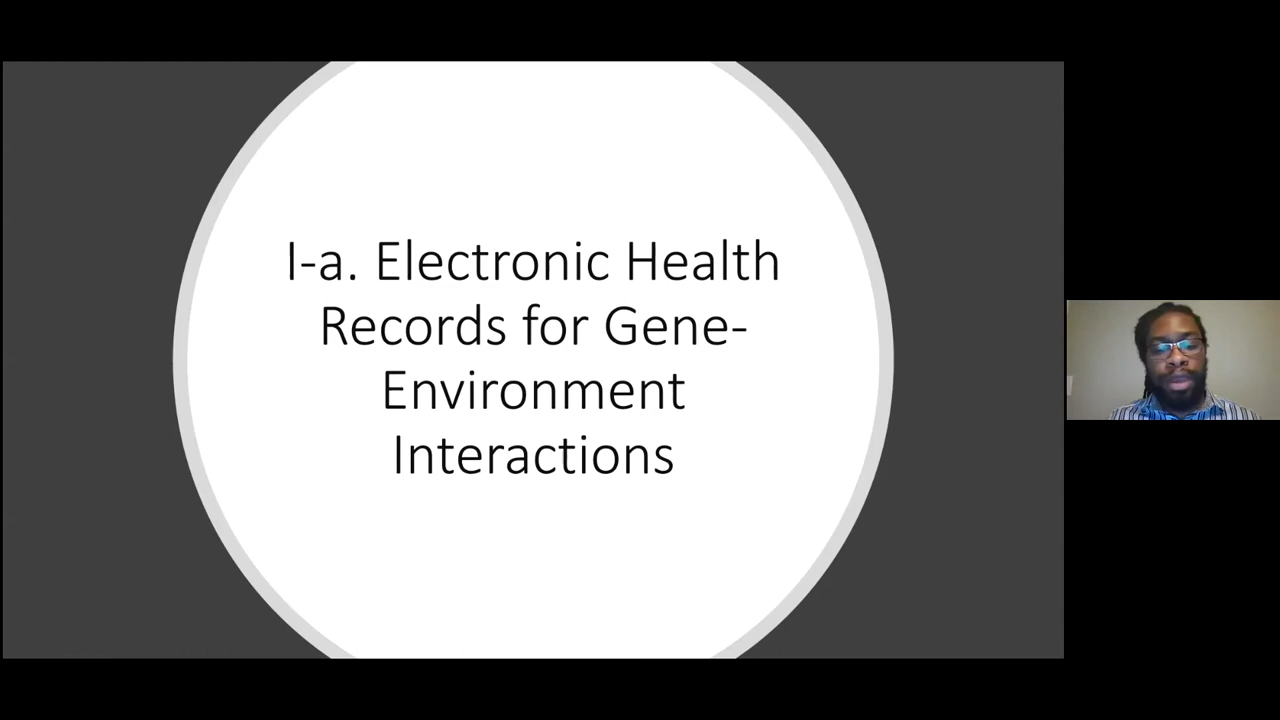 I-a. Electronic Health
Records for Gene-
Environment
Interactions